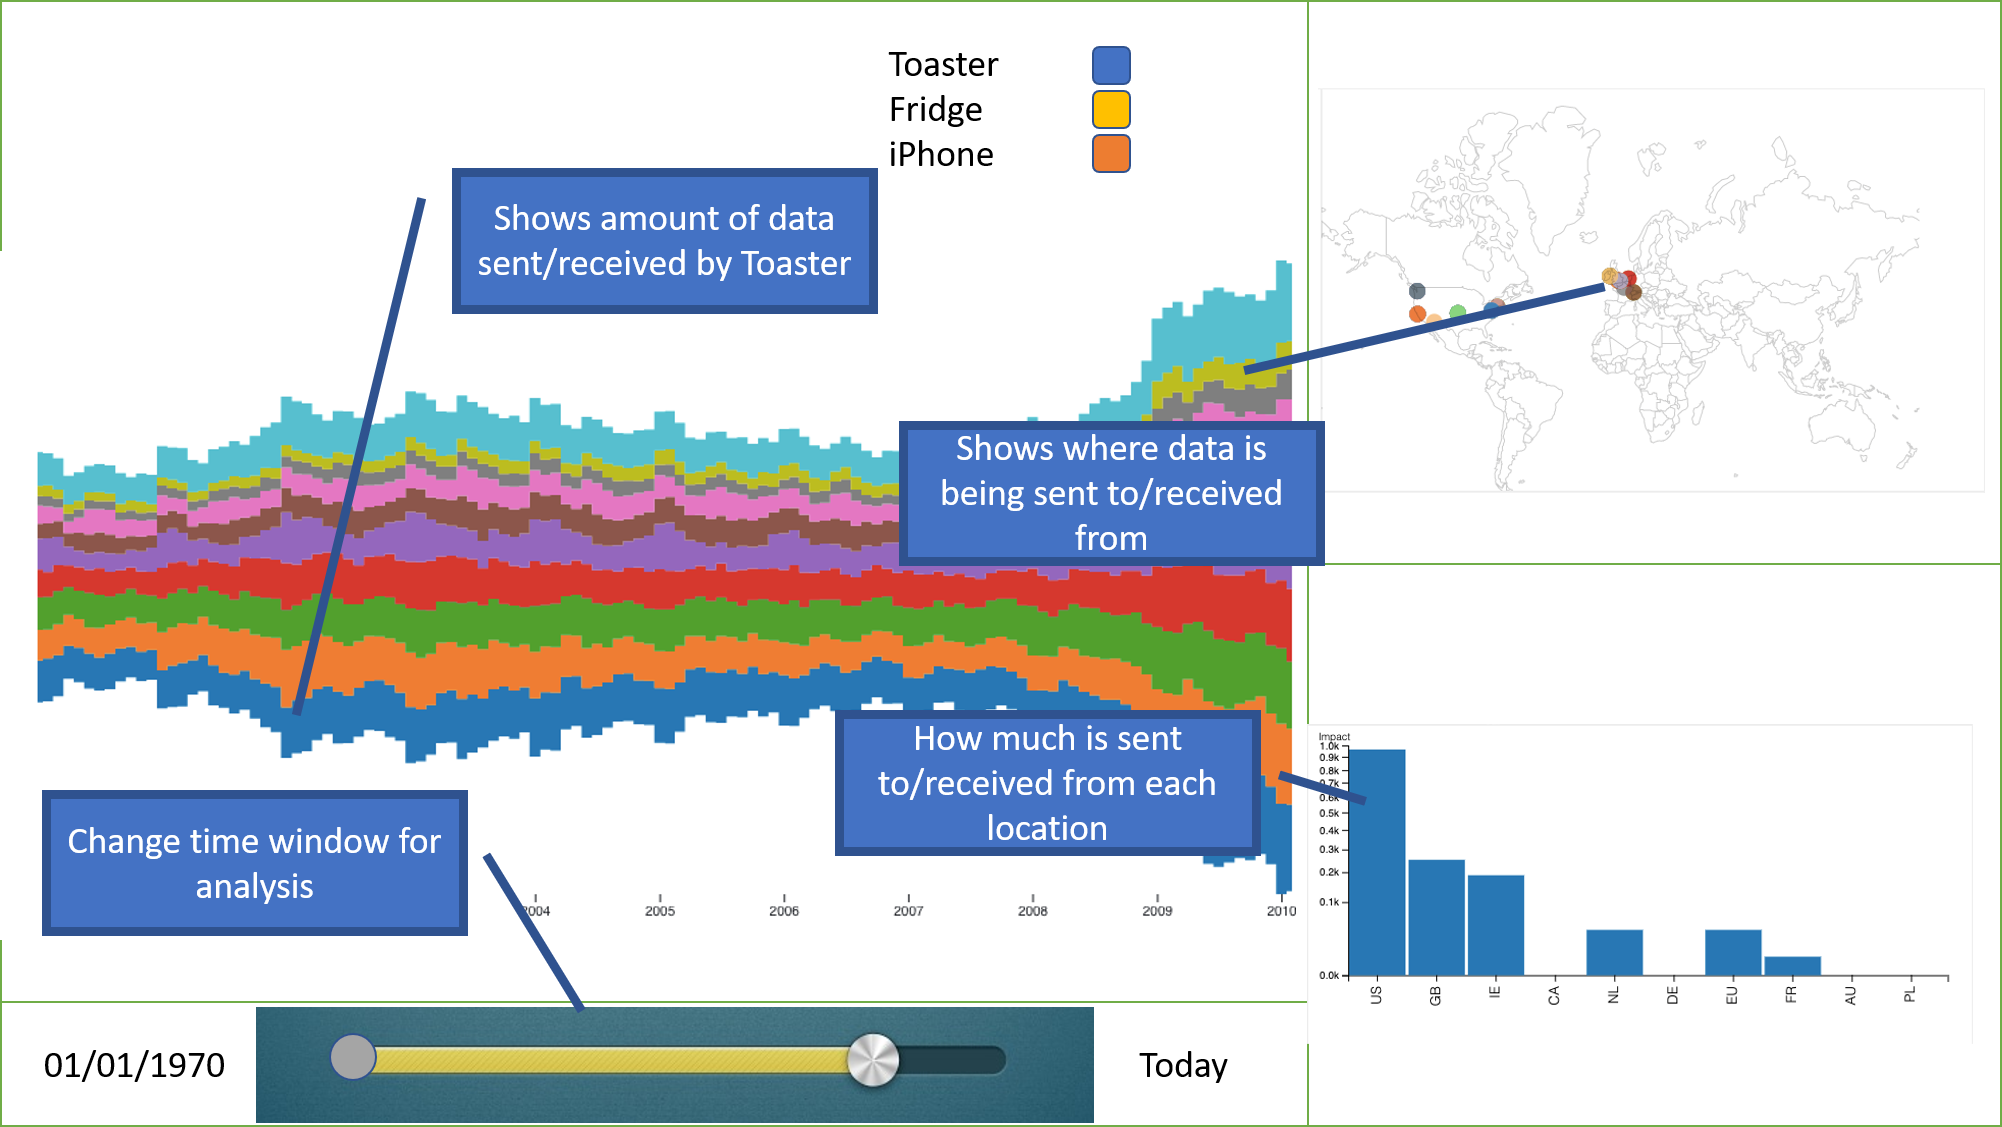 Toaster
Fridge
iPhone
Shows amount of data
sent/received by Toaster
Shows where data is
being sent to/received
from
How much is sent
to/received from each
location
Change time window for
analysis
2004 2005 2006 2007 2008 2009 2010
01/01/1970
Today
Impact
1.0k
0.9k
0.8k
0.7k
0.6k
0.5k
0.4k
0.3k
0.2k
0.1k
0.0k
US GB IE CA NL DE EU FR AU PL